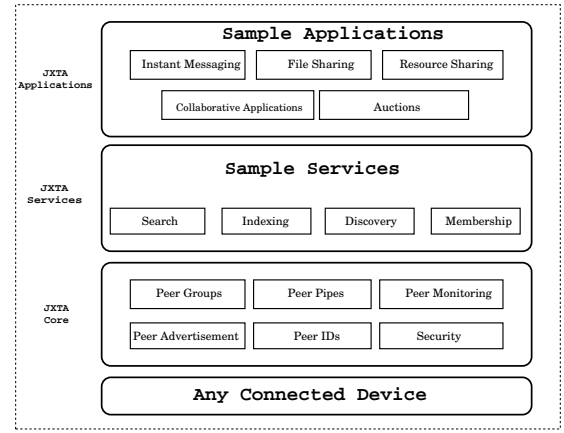 Sample Applications
JXTA
Applications
Instant Messaging
File Sharing
Resource Sharing
Collaborative Applications
Auctions
Sample Services
JXTA
Services
Search
Indexing
Discovery
Membership
JXTA
Core
Peer Groups
Peer Pipes
Peer Monitoring
Peer Advertisement
Peer IDs
Security
Any Connected Device